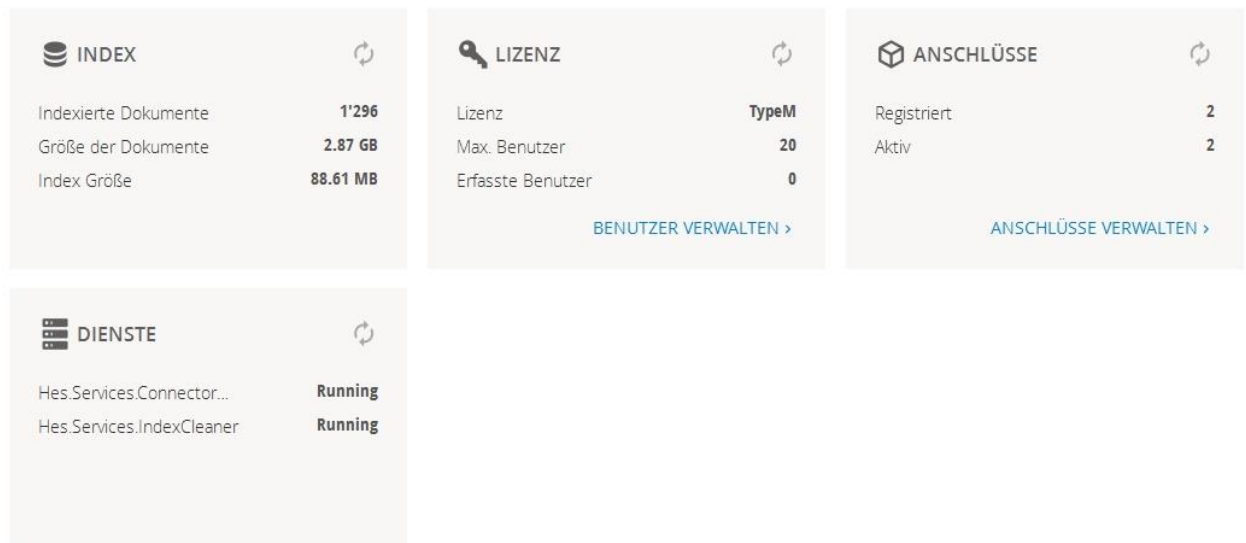 INDEX
Indexierte Dokumente 1'296
Größe der Dokumente 2.87 GB
Index Größe 88.61 MB
LIZENZ
Lizenz TypeM
Max. Benutzer 20
Erfasste Benutzer 0
BENUTZER VERWALTEN ›
ANSCHLÜSSE
Registriert 2
Aktiv 2
ANSCHLÜSSE VERWALTEN ›
DIENSTE
Hes.Services.Connector... Running
Hes.Services.IndexCleaner Running